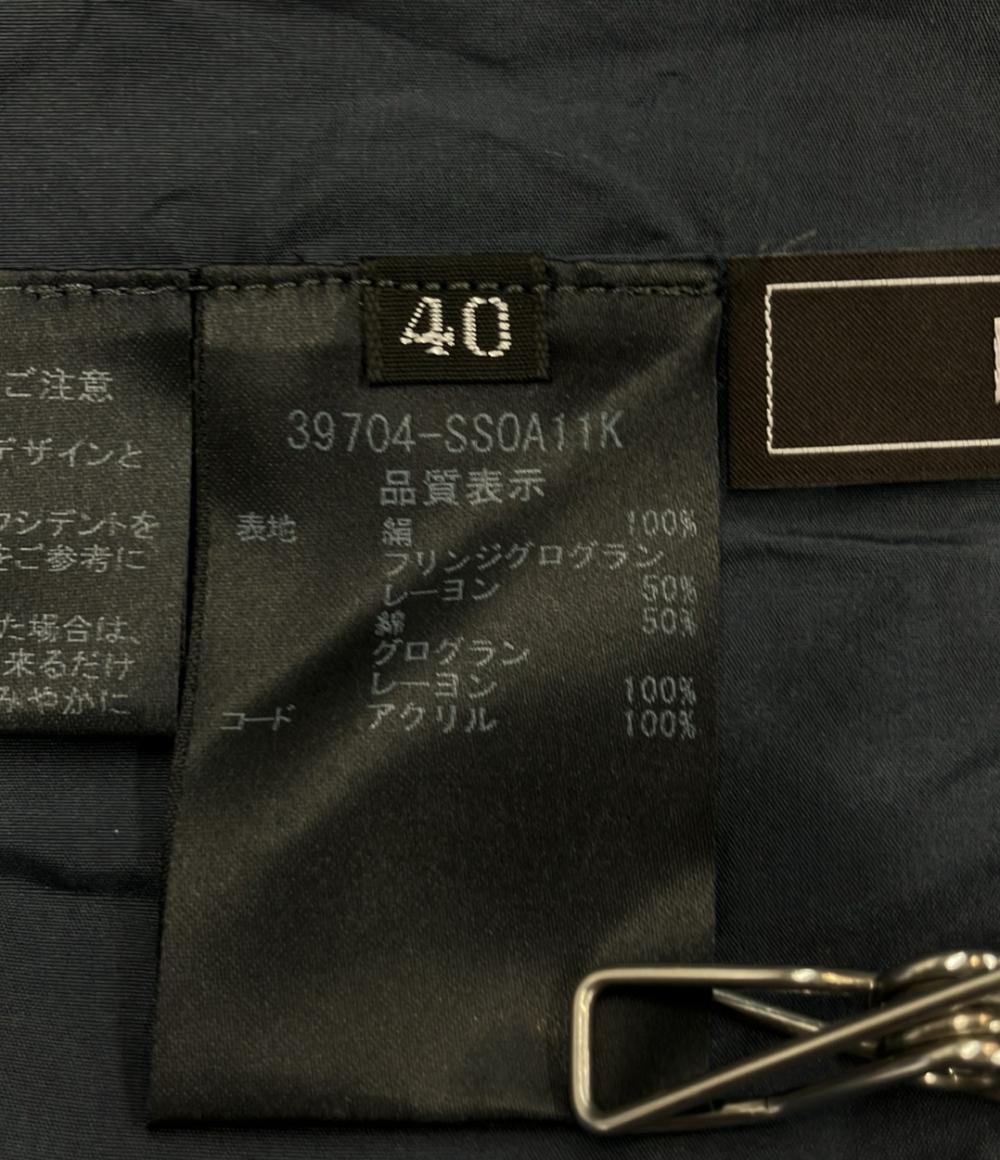 40
39704-SS0A11K
品質表示
表地 絹 100%
フリンジグログラン
レーヨン 50%
綿 50%
グログラン
レーヨン 100%
コード アクリル 100%
ご注意
デザインと
クシデントを
をご参考に
た場合は、
来るだけ
みやかに